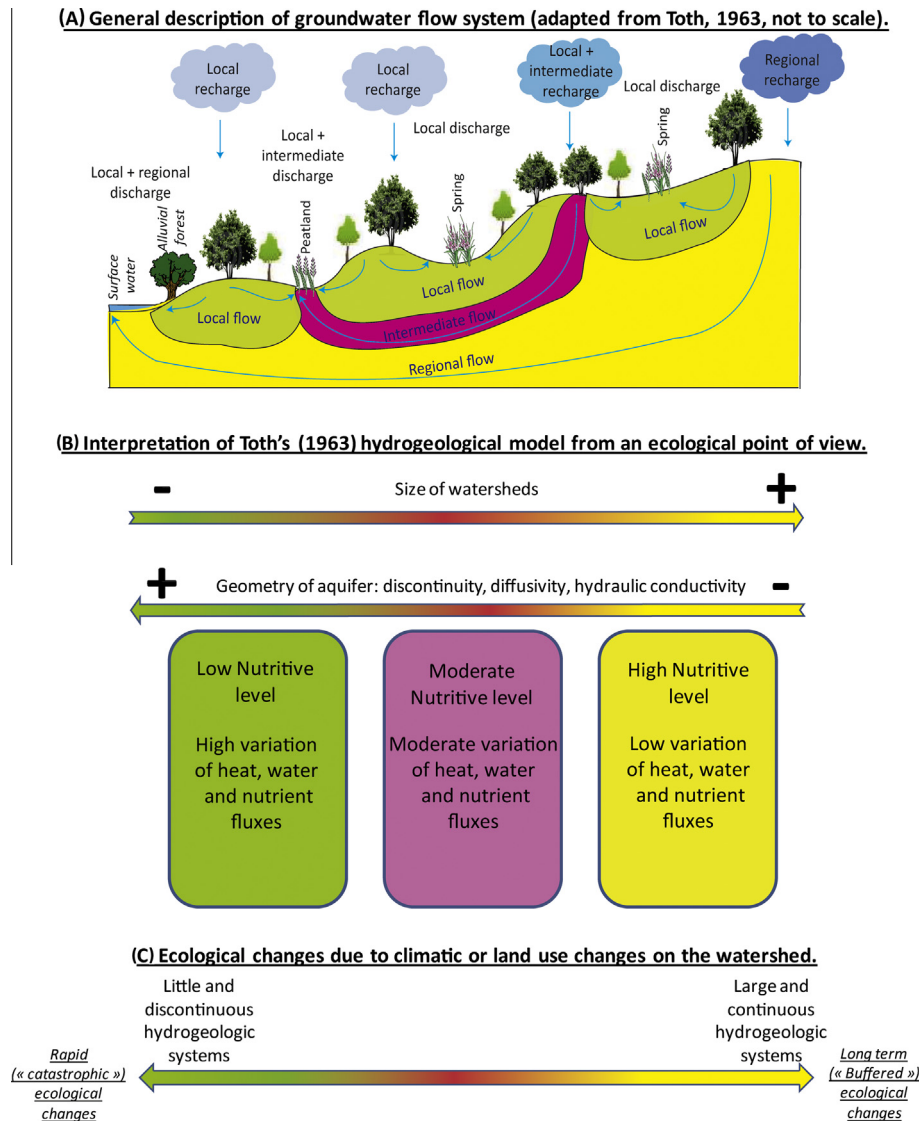 (A) General description of groundwater flow system (adapted from Toth, 1963, not to scale).
Local
recharge
Local
recharge
Local +
intermediate
recharge
Regional
recharge
Local discharge
Local +
intermediate
discharge
Local discharge
Local + regional
discharge
Spring
Spring
Alluvial
forest
Peatland
Surface
water
Local flow
Local flow
Local flow
Intermediate flow
Regional flow
(B) Interpretation of Toth's (1963) hydrogeological model from an ecological point of view.
- Size of watersheds +
+ Geometry of aquifer: discontinuity, diffusivity, hydraulic conductivity -
Low Nutritive
level
High variation
of heat, water
and nutrient
fluxes
Moderate
Nutritive level
Moderate variation
of heat, water
and nutrient
fluxes
High Nutritive
level
Low variation
of heat, water
and nutrient
fluxes
(C) Ecological changes due to climatic or land use changes on the watershed.
Little and
discontinuous
hydrogeologic
systems
Large and
continuous
hydrogeologic
systems
Rapid
(« catastrophic »)
ecological
changes
Long term
(« Buffered »)
ecological
changes